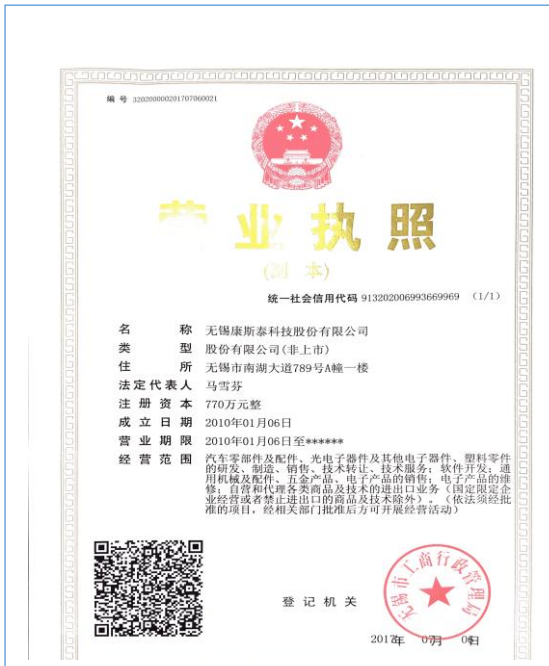 编 号 320200000201707060021
营业执照
(副 本)
统一社会信用代码 913202006993669969 (1/1)
名 称 无锡康斯泰科技股份有限公司
类 型 股份有限公司(非上市)
住 所 无锡市南湖大道789号A幢一楼
法定代表人 马雪芬
注 册 资 本 770万元整
成 立 日 期 2010年01月06日
营 业 期 限 2010年01月06日至******
经 营 范 围 汽车零部件及配件、光电子器件及其他电子器件、塑料零件
的研发、制造、销售、技术转让、技术服务；软件开发；通
用机械及配件、五金产品、电子产品的销售；电子产品的维
修；自营和代理各类商品及技术的进出口业务（国定限定企
业经营或者禁止进出口的商品及技术除外）。（依法须经批
准的项目，经相关部门批准后方可开展经营活动）
无锡市工商行政管理局
登 记 机 关
2017年 07月 06日